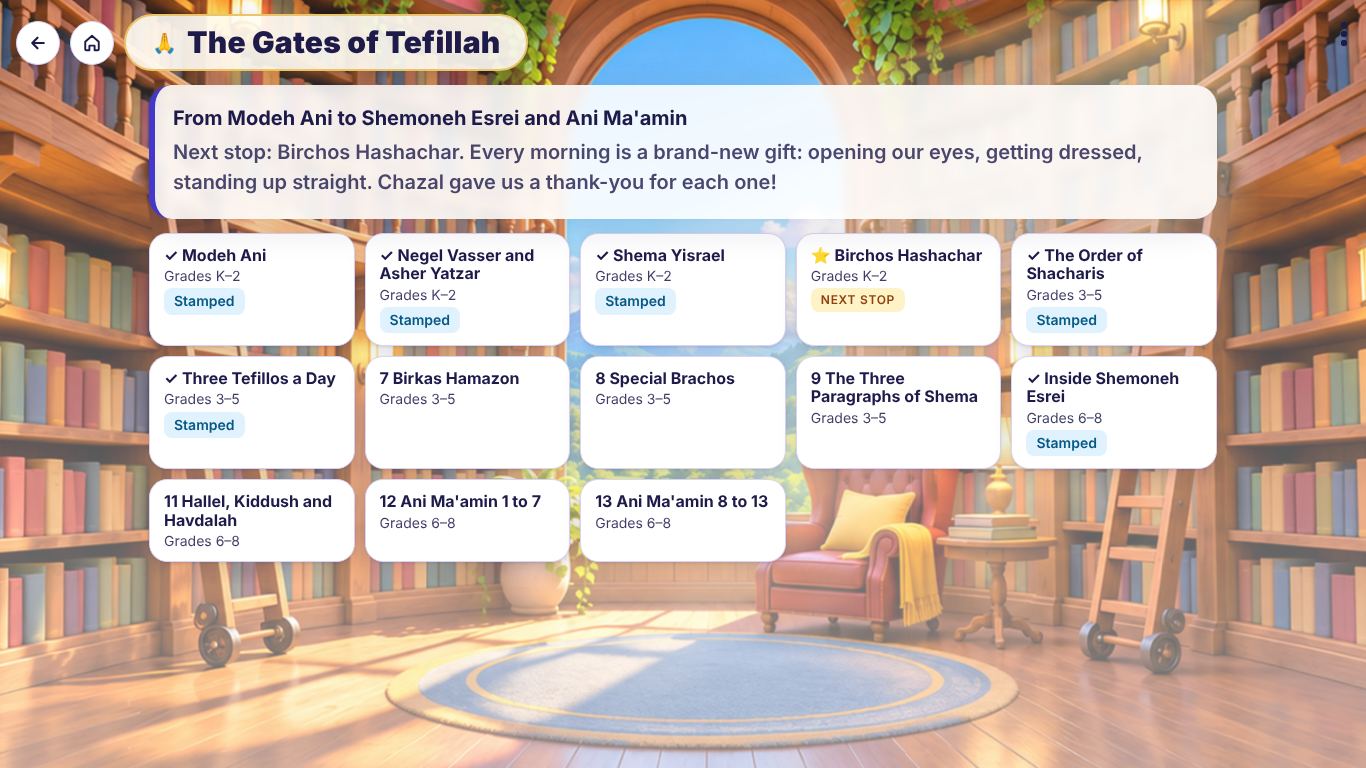 🙏 The Gates of Tefillah
From Modeh Ani to Shemoneh Esrei and Ani Ma'amin
Next stop: Birchos Hashachar. Every morning is a brand-new gift: opening our eyes, getting dressed,
standing up straight. Chazal gave us a thank-you for each one!
✓ Modeh Ani
Grades K–2
Stamped
✓ Negel Vasser and
Asher Yatzar
Grades K–2
Stamped
✓ Shema Yisrael
Grades K–2
Stamped
⭐ Birchos Hashachar
Grades K–2
NEXT STOP
✓ The Order of
Shacharis
Grades 3–5
Stamped
✓ Three Tefillos a Day
Grades 3–5
Stamped
7 Birkas Hamazon
Grades 3–5
8 Special Brachos
Grades 3–5
9 The Three
Paragraphs of Shema
Grades 3–5
✓ Inside Shemoneh
Esrei
Grades 6–8
Stamped
11 Hallel, Kiddush and
Havdalah
Grades 6–8
12 Ani Ma'amin 1 to 7
Grades 6–8
13 Ani Ma'amin 8 to 13
Grades 6–8